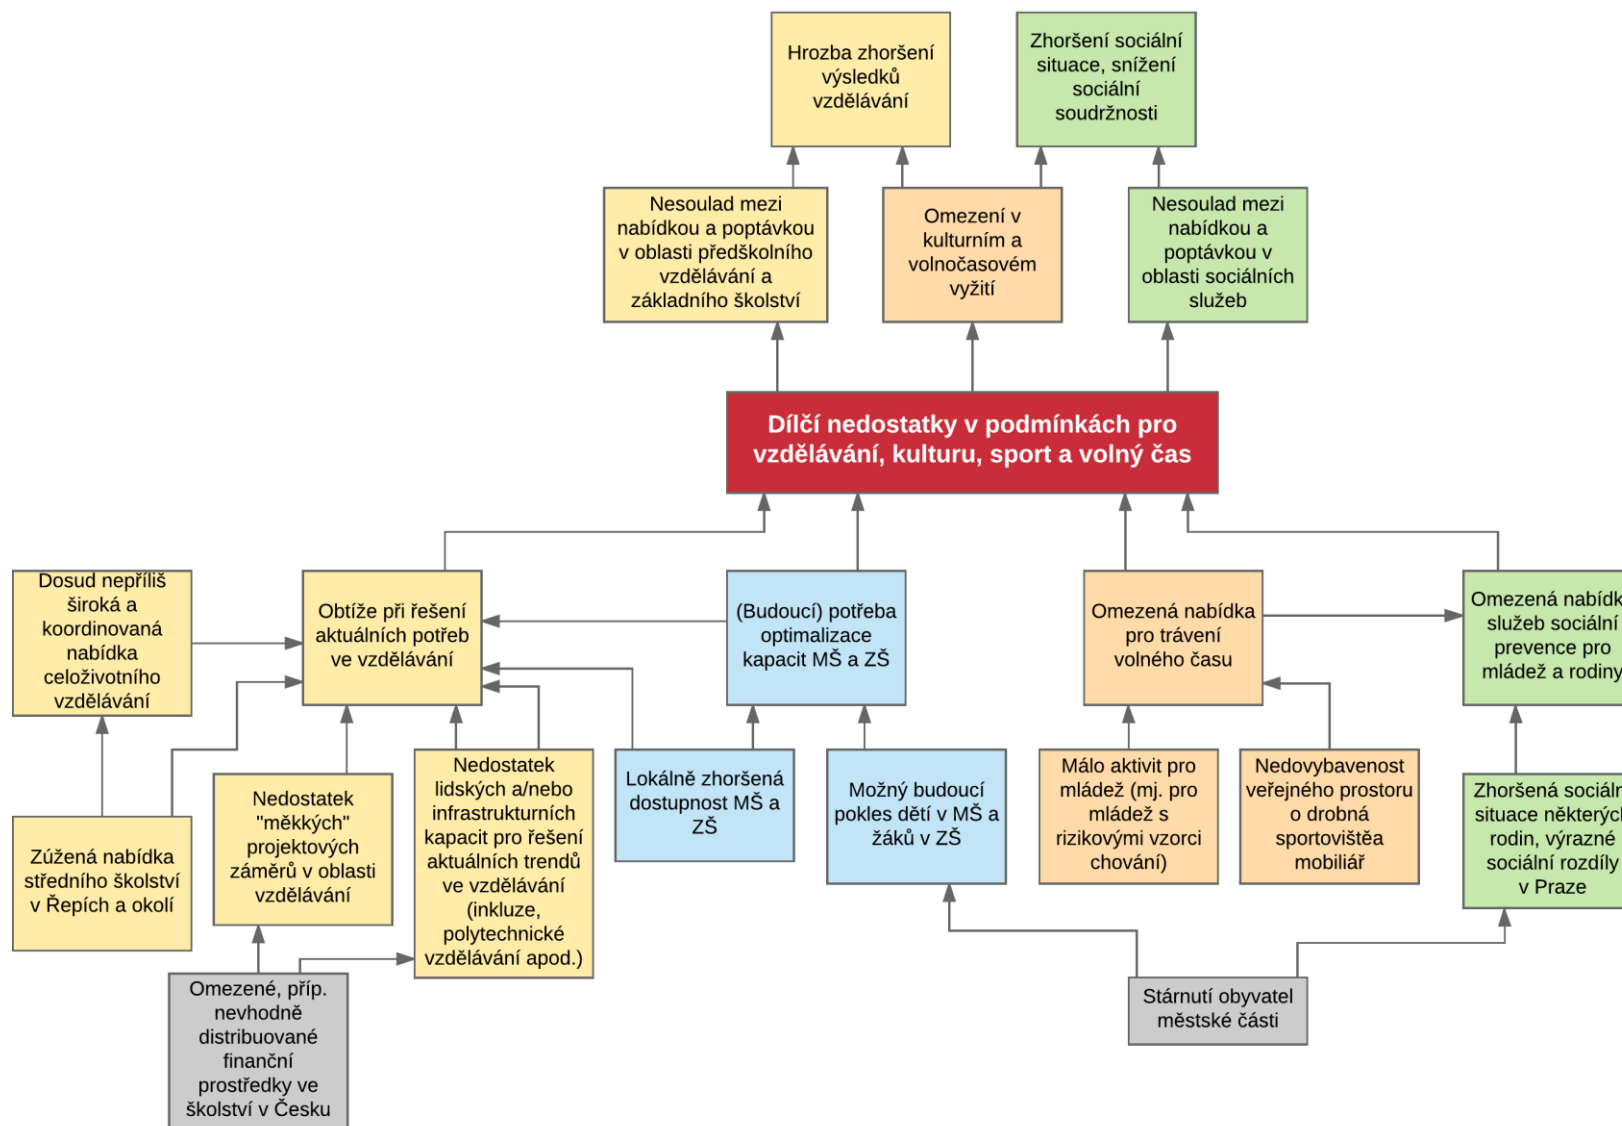 Hrozba zhoršení
výsledků
vzdělávání
Zhoršení sociální
situace, snížení
sociální
soudržnosti
Nesoulad mezi
nabídkou a poptávkou
v oblasti předškolního
vzdělávání a
základního školství
Omezení v
kulturním a
volnočasovém
vyžití
Nesoulad mezi
nabídkou a
poptávkou v
oblasti sociálních
služeb
Dílčí nedostatky v podmínkách pro
vzdělávání, kulturu, sport a volný čas
Dosud nepříliš
široká a
koordinovaná
nabídka
celoživotního
vzdělávání
Obtíže při řešení
aktuálních potřeb
ve vzdělávání
(Budoucí) potřeba
optimalizace
kapacit MŠ a ZŠ
Omezená nabídka
pro trávení
volného času
Omezená nabídk
služeb sociální
prevence pro
mládež a rodiny
Zúžená nabídka
středního školství
v Řepích a okolí
Nedostatek
"měkkých"
projektových
záměrů v oblasti
vzdělávání
Nedostatek
lidských a/nebo
infrastrukturních
kapacit pro řešení
aktuálních trendů
ve vzdělávání
(inkluze,
polytechnické
vzdělávání apod.)
Lokálně zhoršená
dostupnost MŠ a
ZŠ
Možný budoucí
pokles dětí v MŠ a
žáků v ZŠ
Málo aktivit pro
mládež (mj. pro
mládež s
rizikovými vzorci
chování)
Nedovybavenost
veřejného prostoru
o drobná
sportovištěa
mobiliář
Zhoršená sociáln
situace některých
rodin, výrazné
sociální rozdíly
v Praze
Omezené, příp.
nevhodně
distribuované
finanční
prostředky ve
školství v Česku
Stárnutí obyvatel
městské části